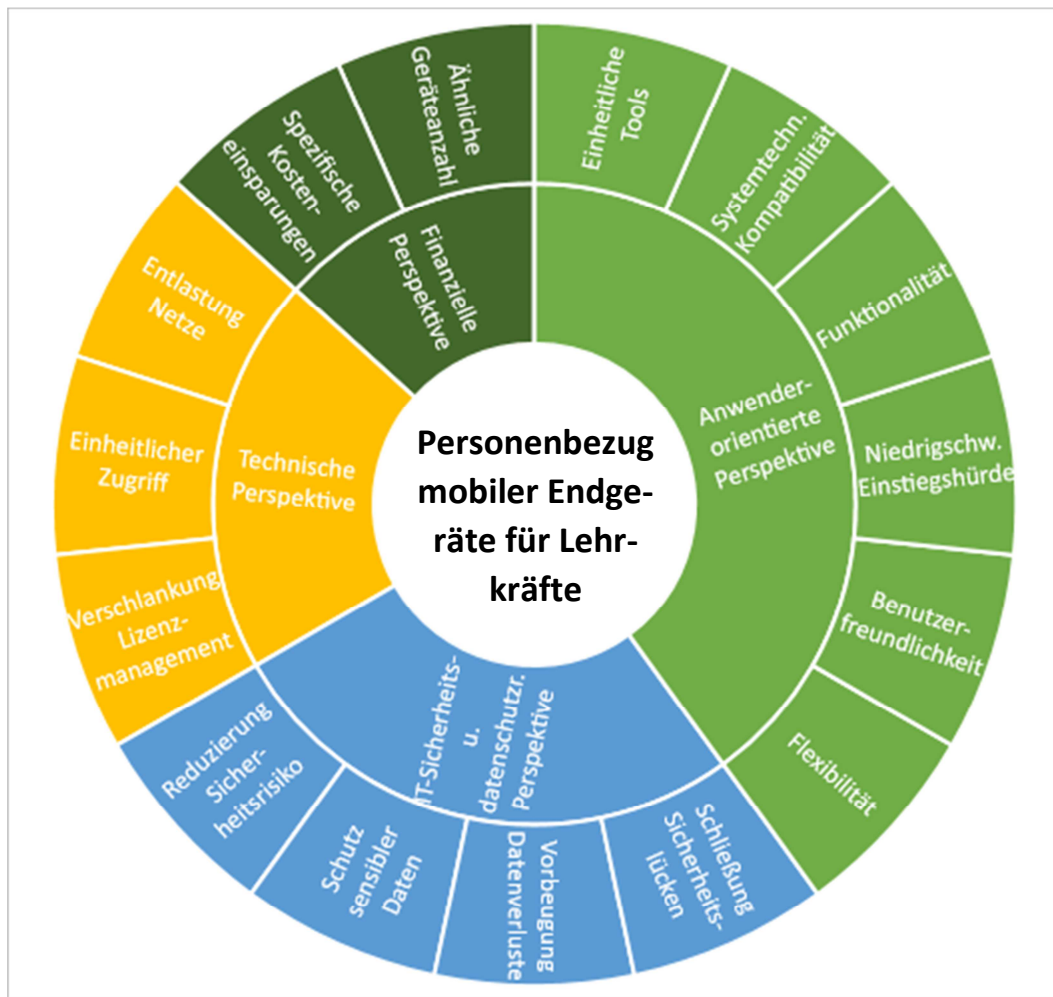 Personenbezug
mobiler Endge-
räte für Lehr-
kräfte
Anwender-
orientierte
Perspektive
Einheitliche
Tools
Systemtechn.
Kompatibilität
Funktionalität
Niedrigschw.
Einstiegshürde
Benutzer-
freundlichkeit
Flexibilität
IT-Sicherheits-
u.
datenschutzr.
Perspektive
Schließung
Sicherheits-
lücken
Vorbeugung
Datenverluste
Schutz
sensibler
Daten
Reduzierung
Sicher-
heitsrisiko
Technische
Perspektive
Verschlankung
Lizenz-
management
Einheitlicher
Zugriff
Entlastung
Netze
Finanzielle
Perspektive
Spezifische
Kosten-
einsparungen
Ähnliche
Geräteanzahl